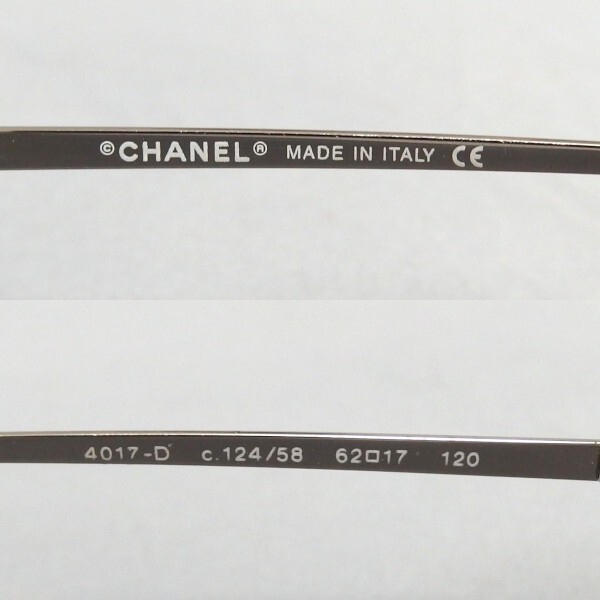 ©CHANEL® MADE IN ITALY CE
4017-D c.124/58 62□17 120